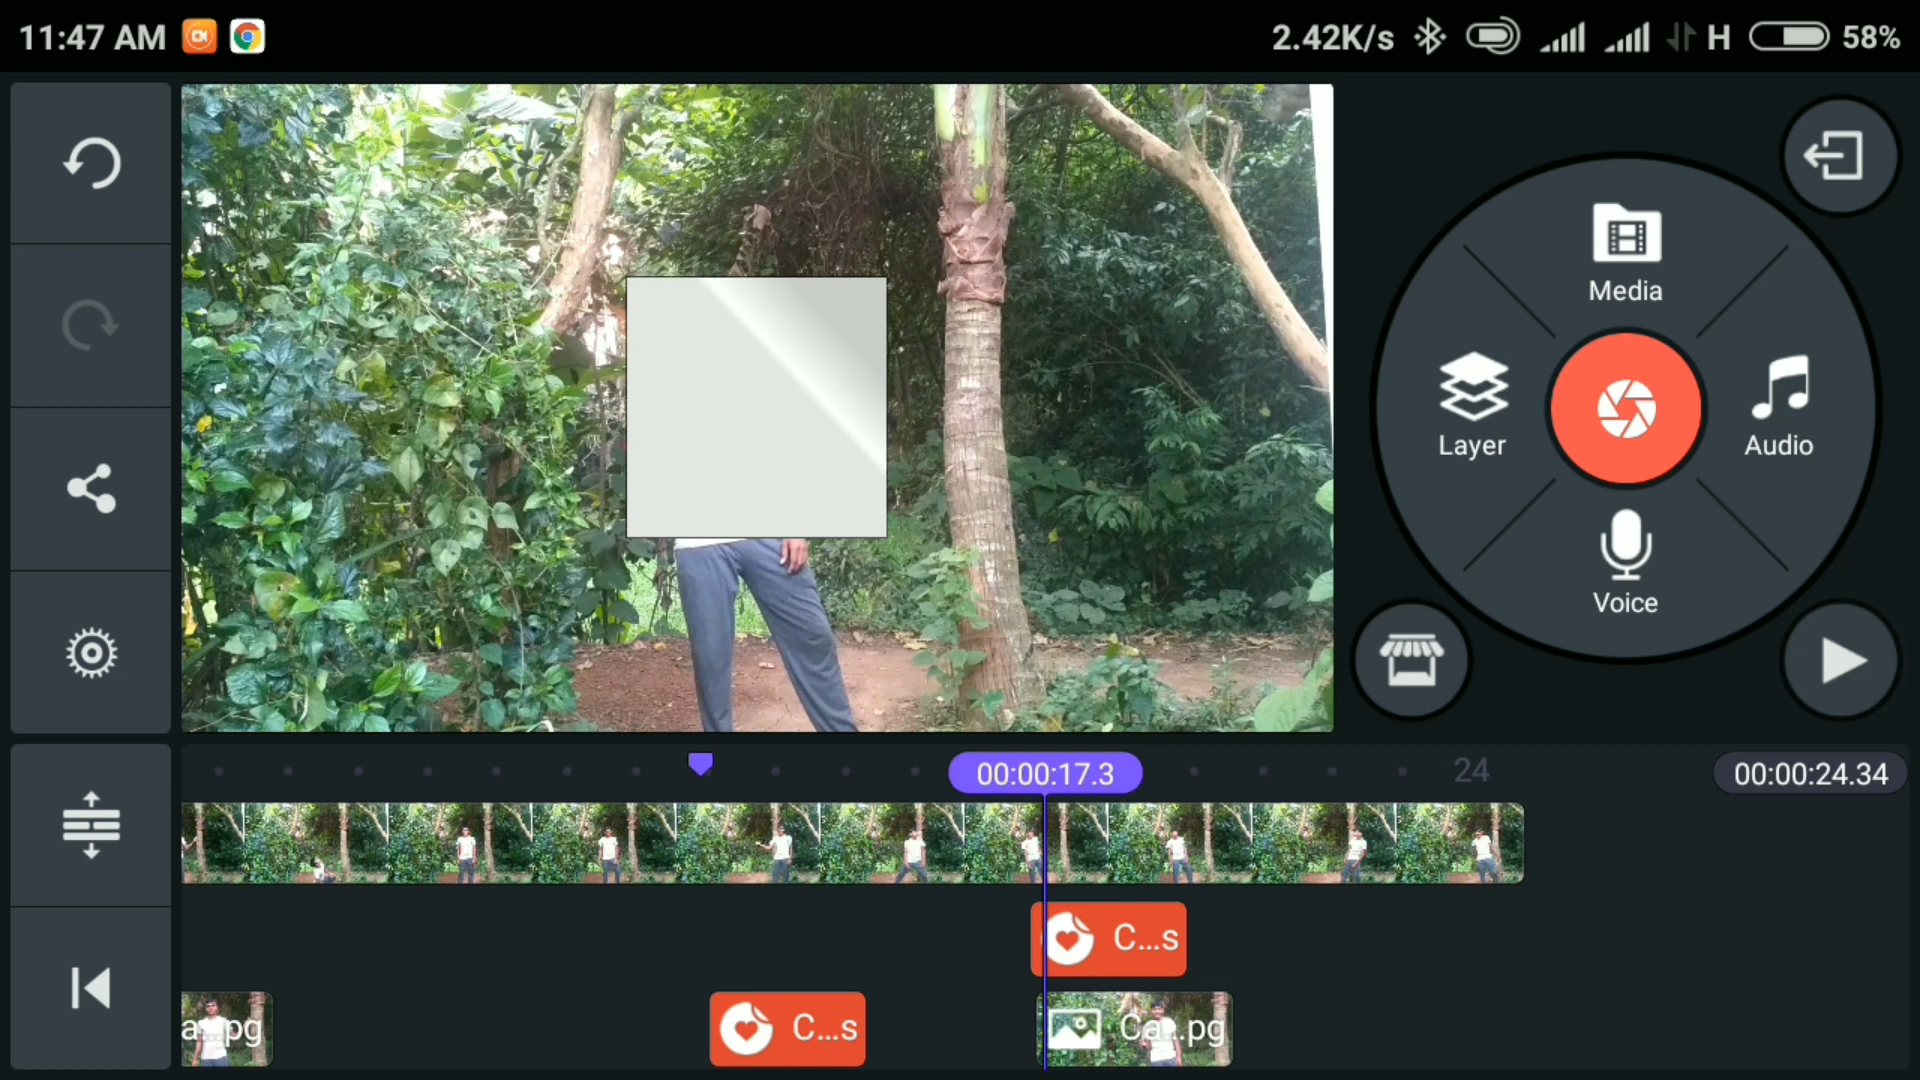 11:47 AM
2.42K/s H 58%
Media
Layer
Audio
Voice
00:00:17.3
24
00:00:24.34
C...s
a...pg
C...s
Ca...pg